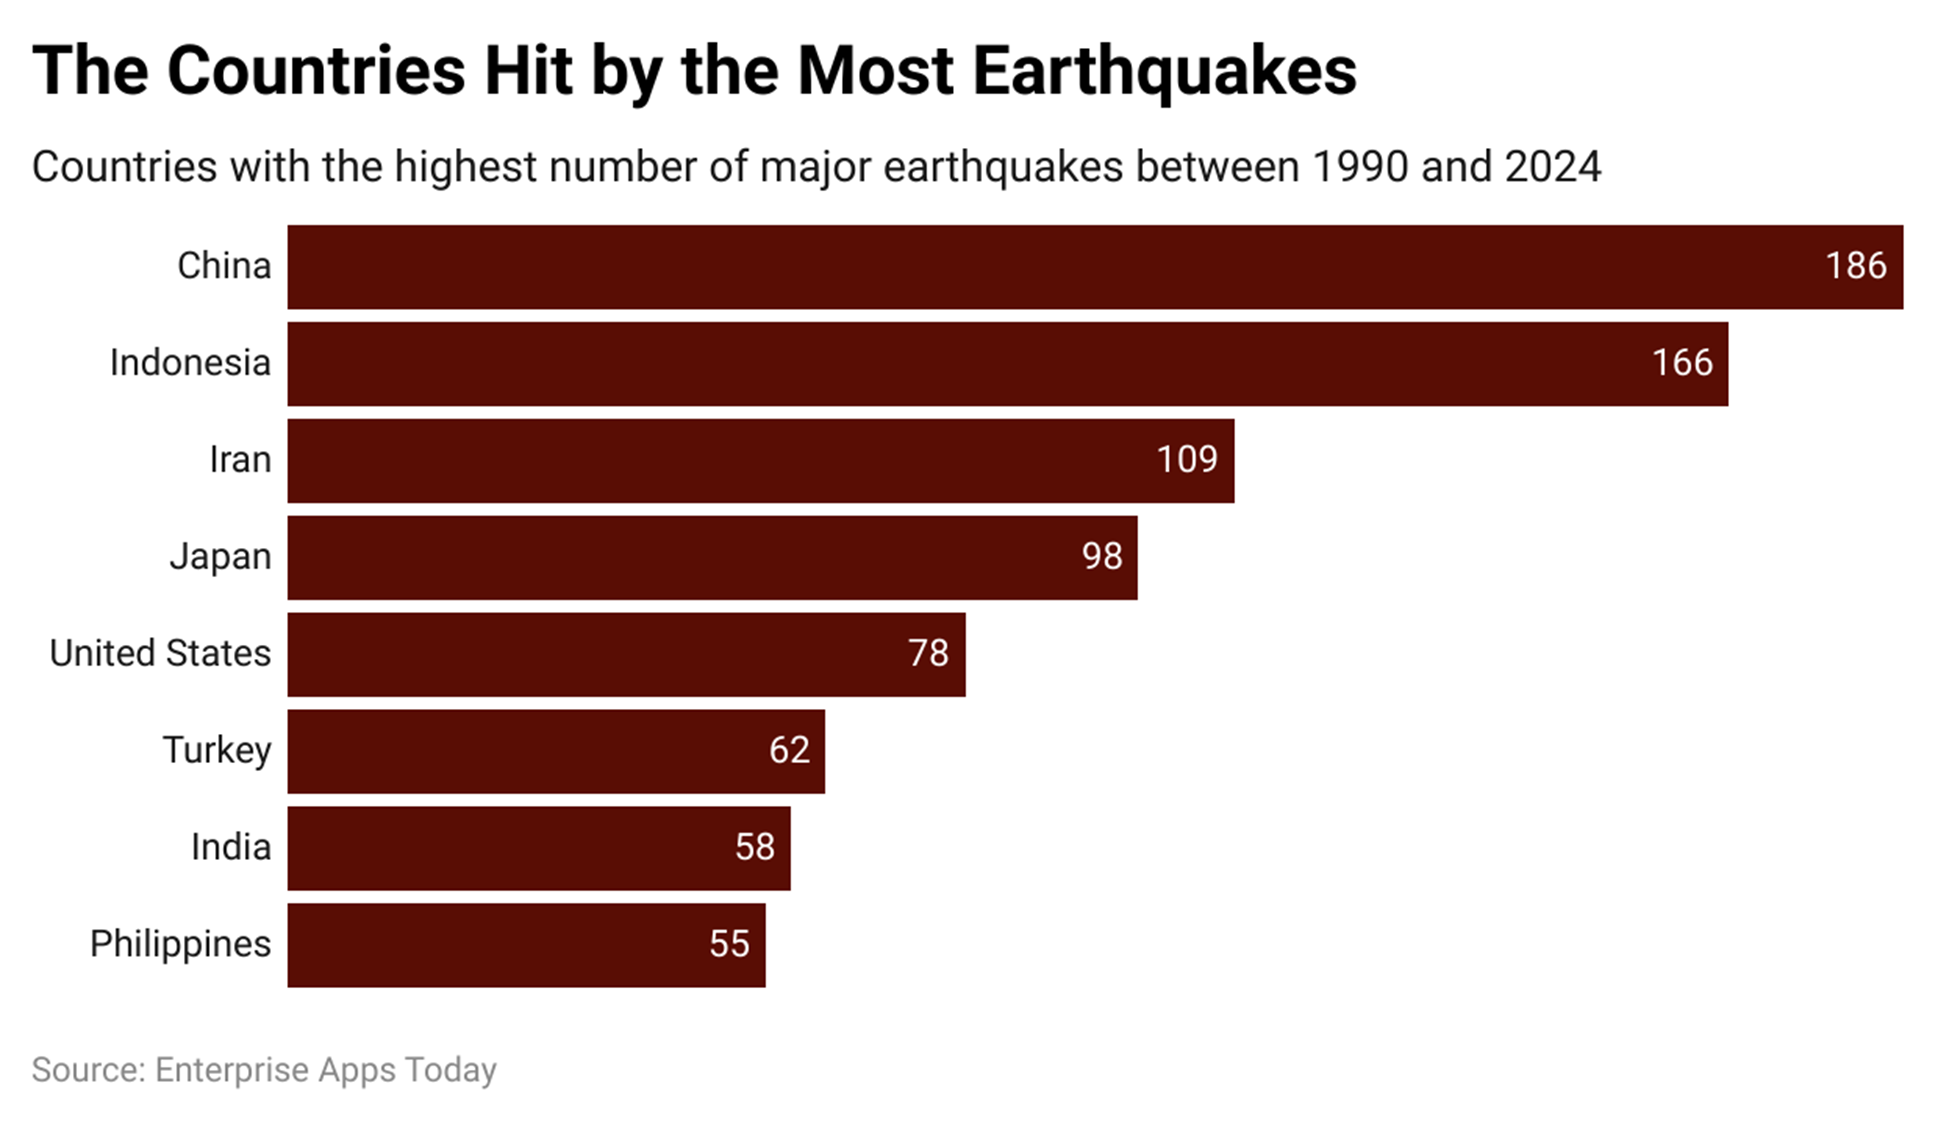 The Countries Hit by the Most Earthquakes
Countries with the highest number of major earthquakes between 1990 and 2024
China 186
Indonesia 166
Iran 109
Japan 98
United States 78
Turkey 62
India 58
Philippines 55
Source: Enterprise Apps Today